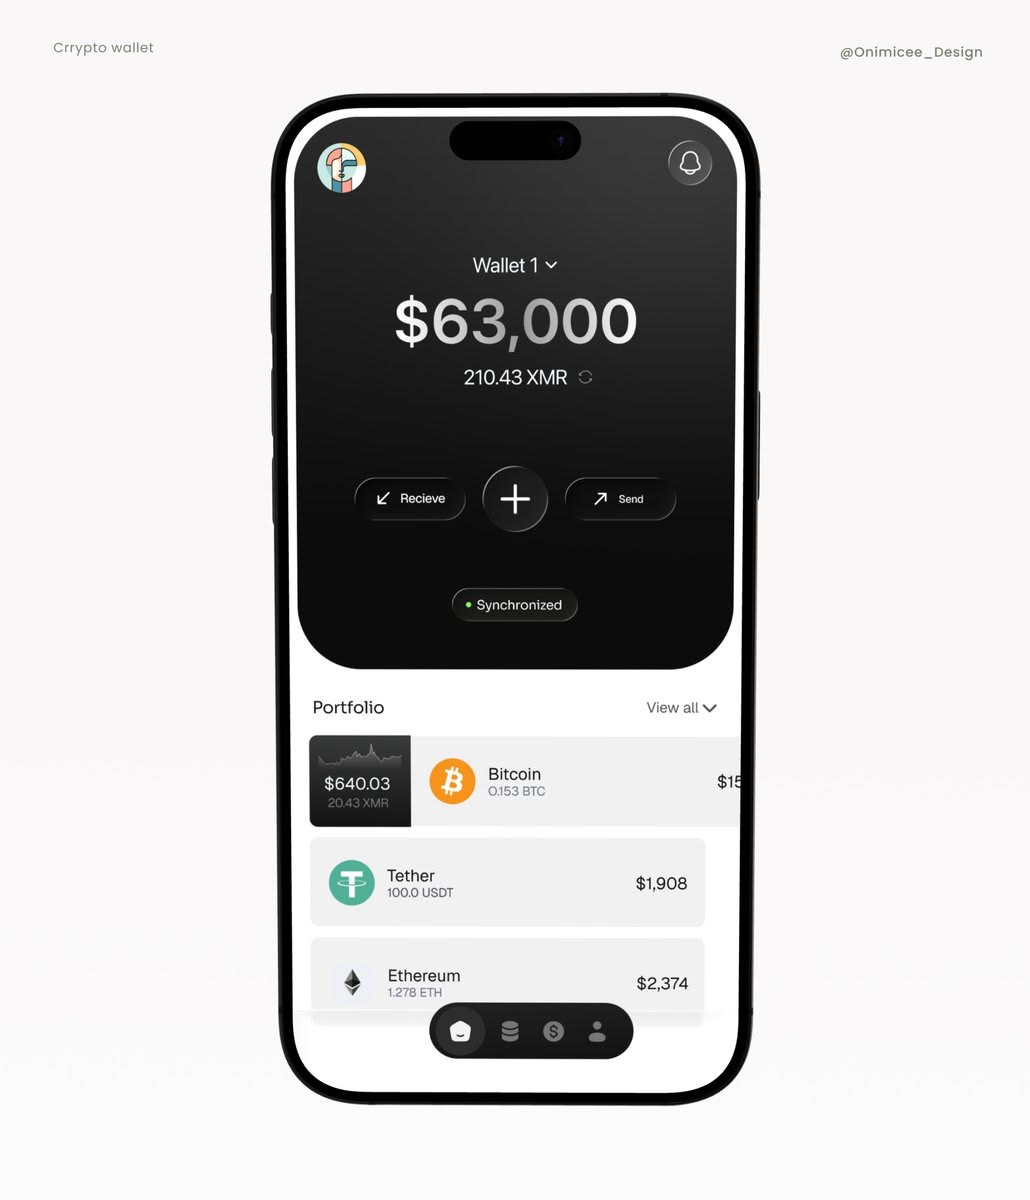 Crrypto wallet
@Onimicee_Design
Wallet 1
$63,000
210.43 XMR
Recieve
Send
Synchronized
Portfolio
View all
$640.03
20.43 XMR
Bitcoin
0.153 BTC
$15
Tether
100.0 USDT
$1,908
Ethereum
1.278 ETH
$2,374